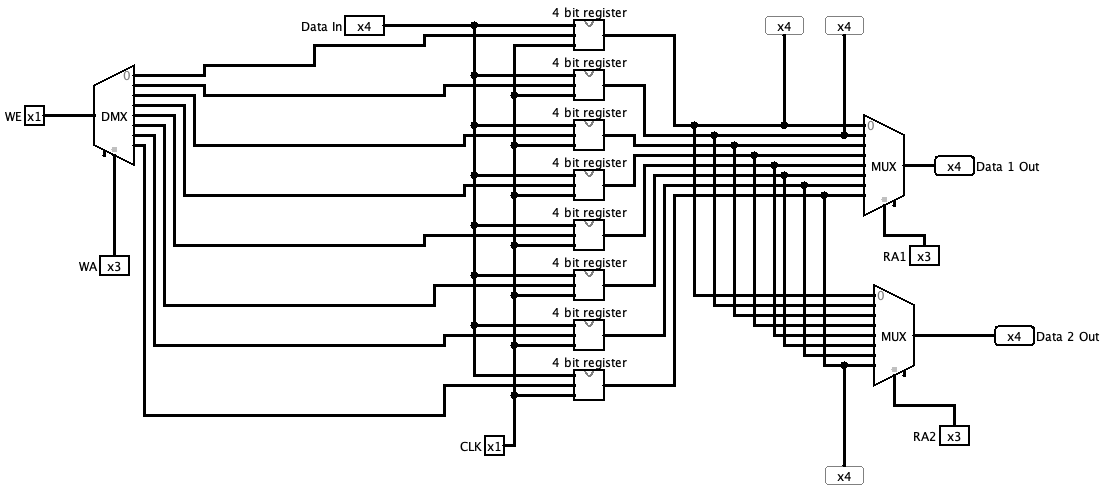 4 bit register
Data In x4
x4 x4
4 bit register
0
WE x1
DMX
4 bit register
0
4 bit register
MUX
x4 Data 1 Out
4 bit register
WA x3
RA1 x3
4 bit register
0
4 bit register
MUX
x4 Data 2 Out
4 bit register
RA2 x3
CLK x1
x4